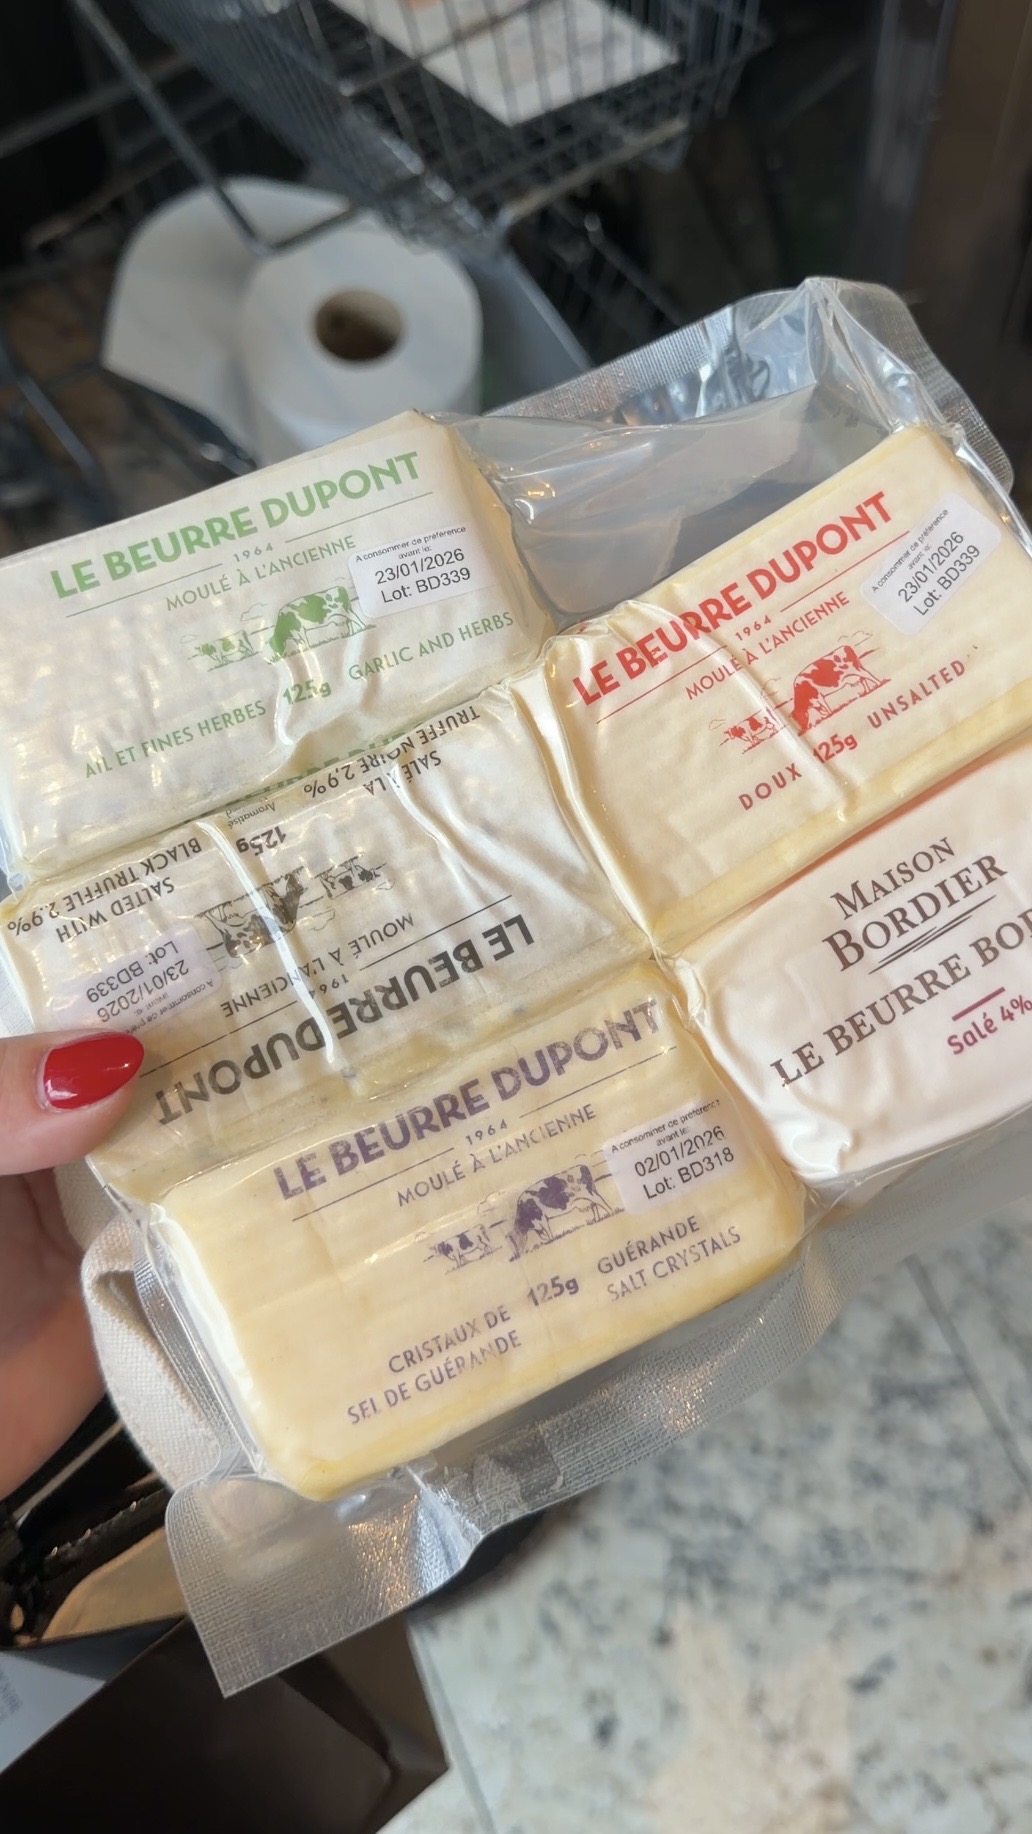 LE BEURRE DUPONT
1964
MOULÉ À L'ANCIENNE
A consommer de préférence
avant le:
23/01/2026
Lot: BD339
AIL ET FINES HERBES 125g GARLIC AND HERBS
LE BEURRE DUPONT
1964
MOULÉ À L'ANCIENNE
A consommer de préférence
avant le:
23/01/2026
Lot: BD339
DOUX 125g UNSALTED
LE BEURRE DUPONT
1964
MOULÉ À L'ANCIENNE
A consommer de préférence
avant le:
23/01/2026
Lot: BD339
SALTED WITH
BLACK TRUFFLE 2,9%
125g
Aromatisé
SALÉ À LA
TRUFFE NOIRE 2,9%
MAISON
BORDIER
LE BEURRE
Salé 4%
LE BEURRE DUPONT
1964
MOULÉ À L'ANCIENNE
A consommer de préférence
avant le:
02/01/2026
Lot: BD318
CRISTAUX DE
SEL DE GUÉRANDE
125g
GUÉRANDE
SALT CRYSTALS